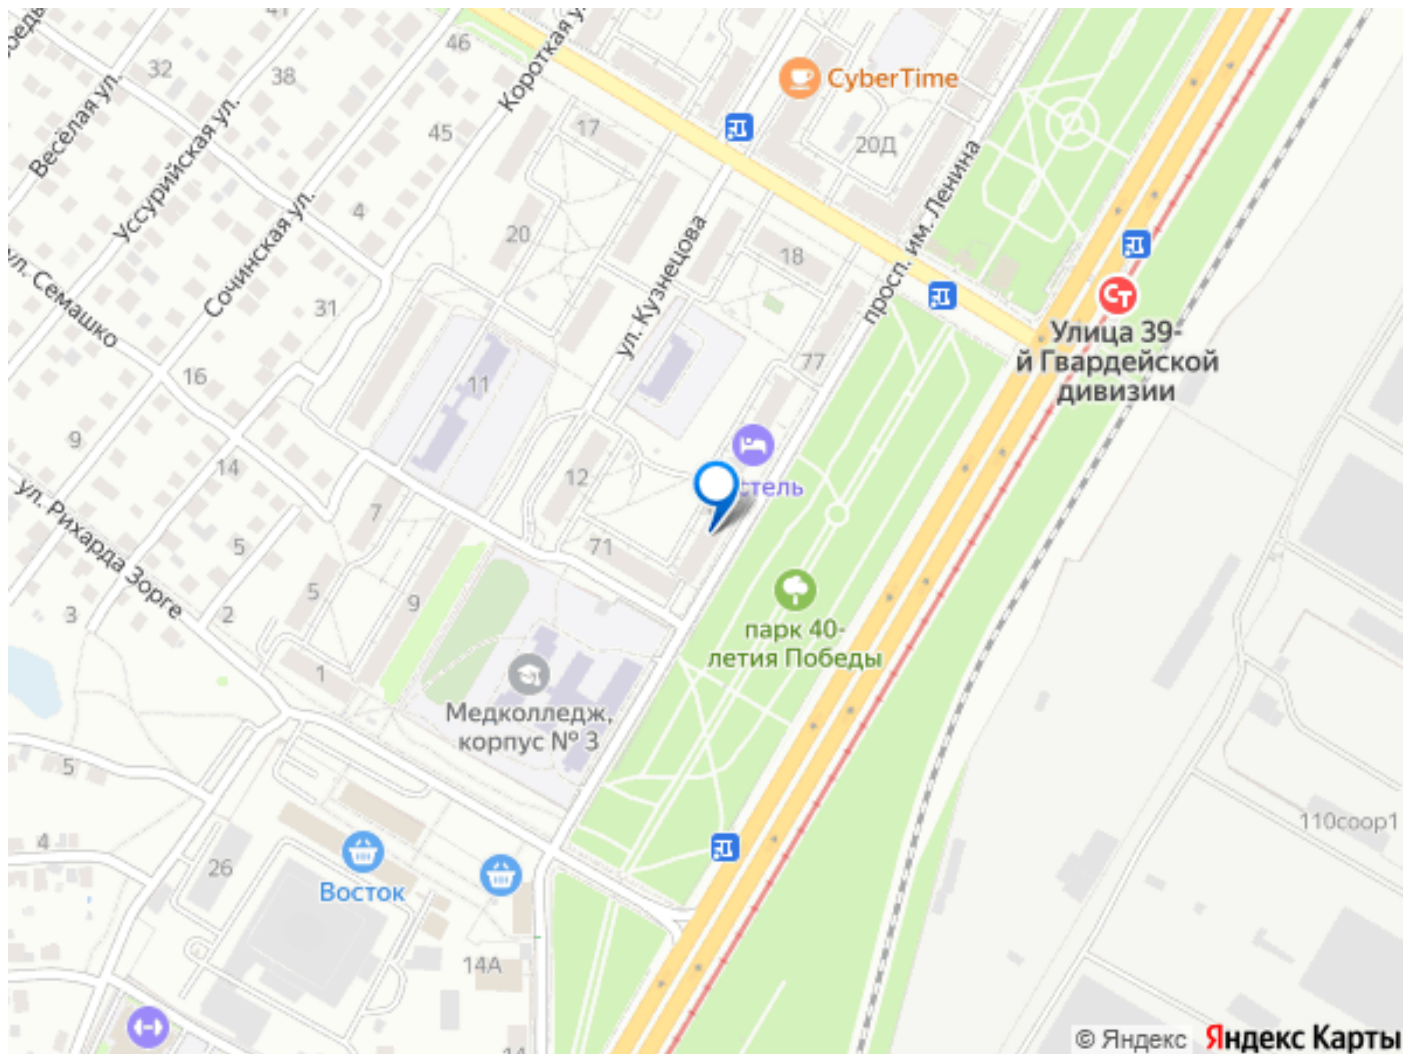 46
Короткая у
32
38
Весёлая ул.
Уссурийская ул.
Сочинская ул.
ул. Семашко
45
17
CyberTime
20Д
4
20
18
ул. Кузнецова
просп. им. Ленина
31
77
Улица 39-
й Гвардейской
дивизии
16
11
9
14
12
стель
ул. Рихарда Зорге
7
5
71
5
9
3
2
парк 40-
летия Победы
1
Медколледж,
корпус № 3
5
4
26
Восток
110соор1
14А
14
© Яндекс
Яндекс Карты